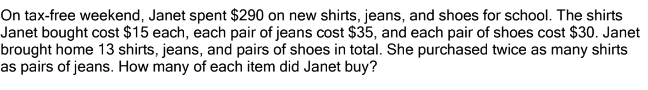 On tax-free weekend, Janet spent $290 on new shirts, jeans, and shoes for school. The shirts
Janet bought cost $15 each, each pair of jeans cost $35, and each pair of shoes cost $30. Janet
brought home 13 shirts, jeans, and pairs of shoes in total. She purchased twice as many shirts
as pairs of jeans. How many of each item did Janet buy?